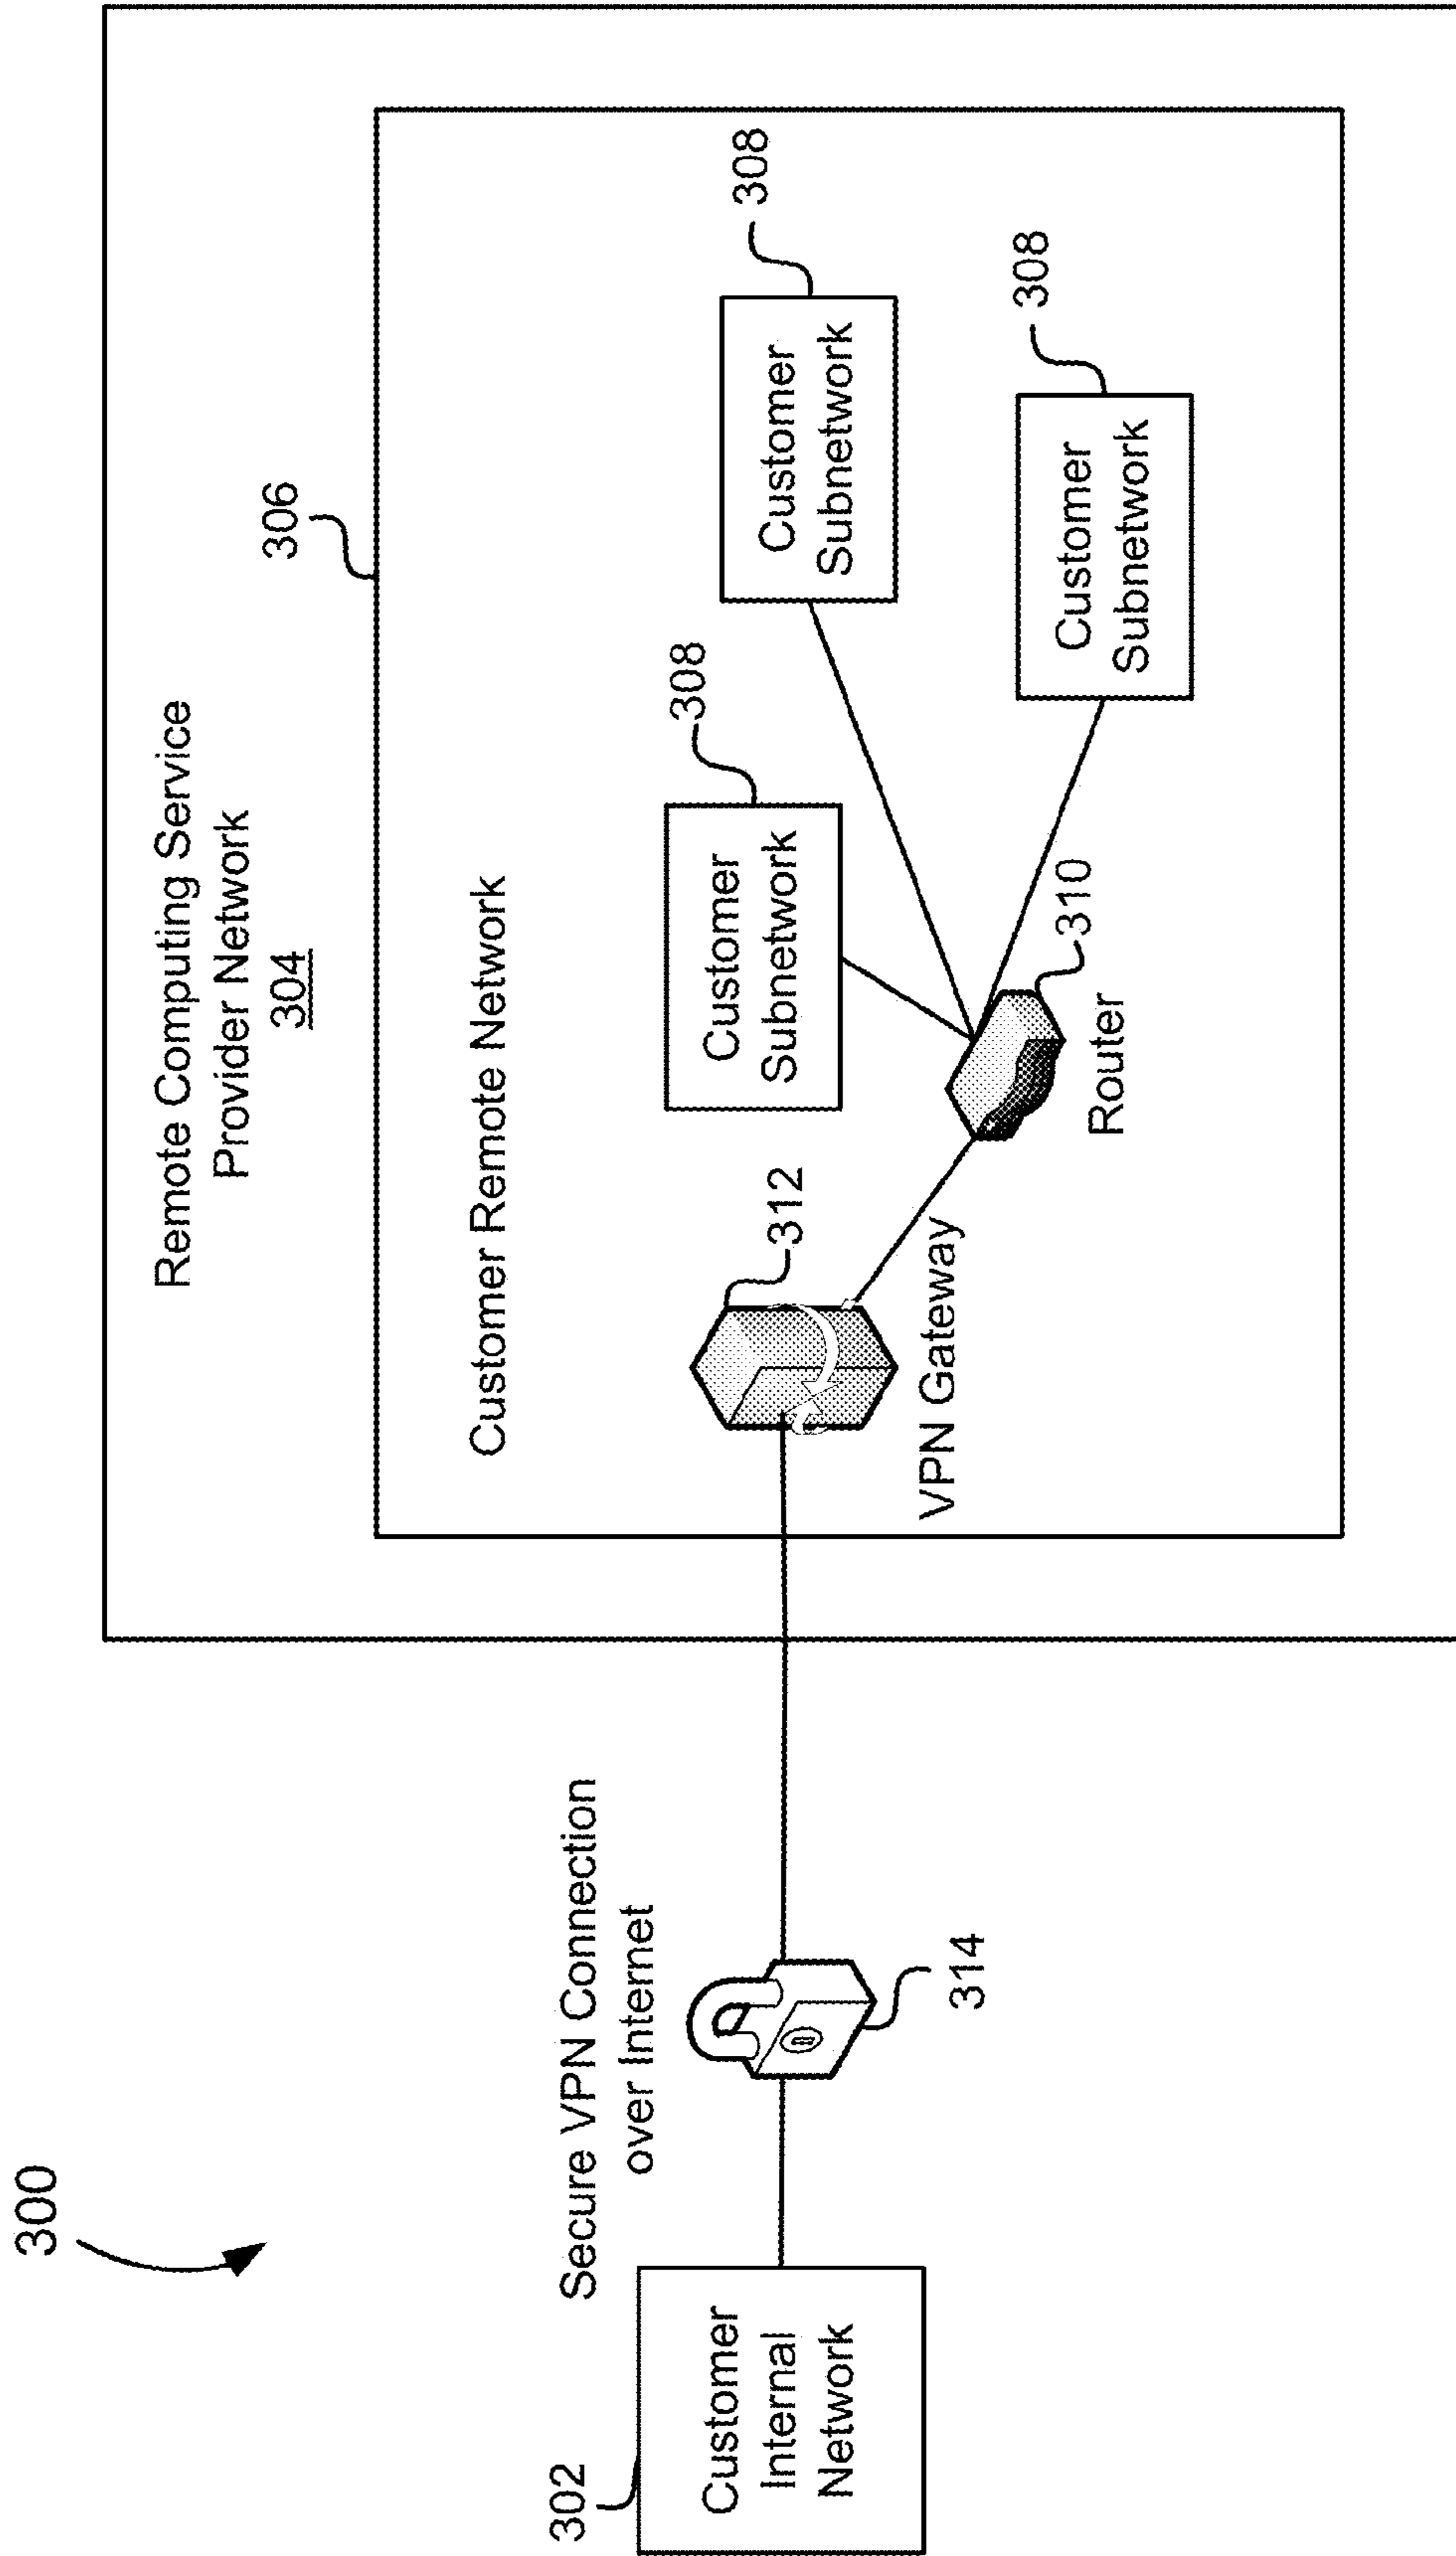 300
Remote Computing Service
Provider Network
304
306
Customer Remote Network
302
Customer
Internal
Network
Secure VPN Connection
over Internet
314
312
VPN Gateway
308
Customer
Subnetwork
308
Customer
Subnetwork
308
Customer
Subnetwork
310
Router